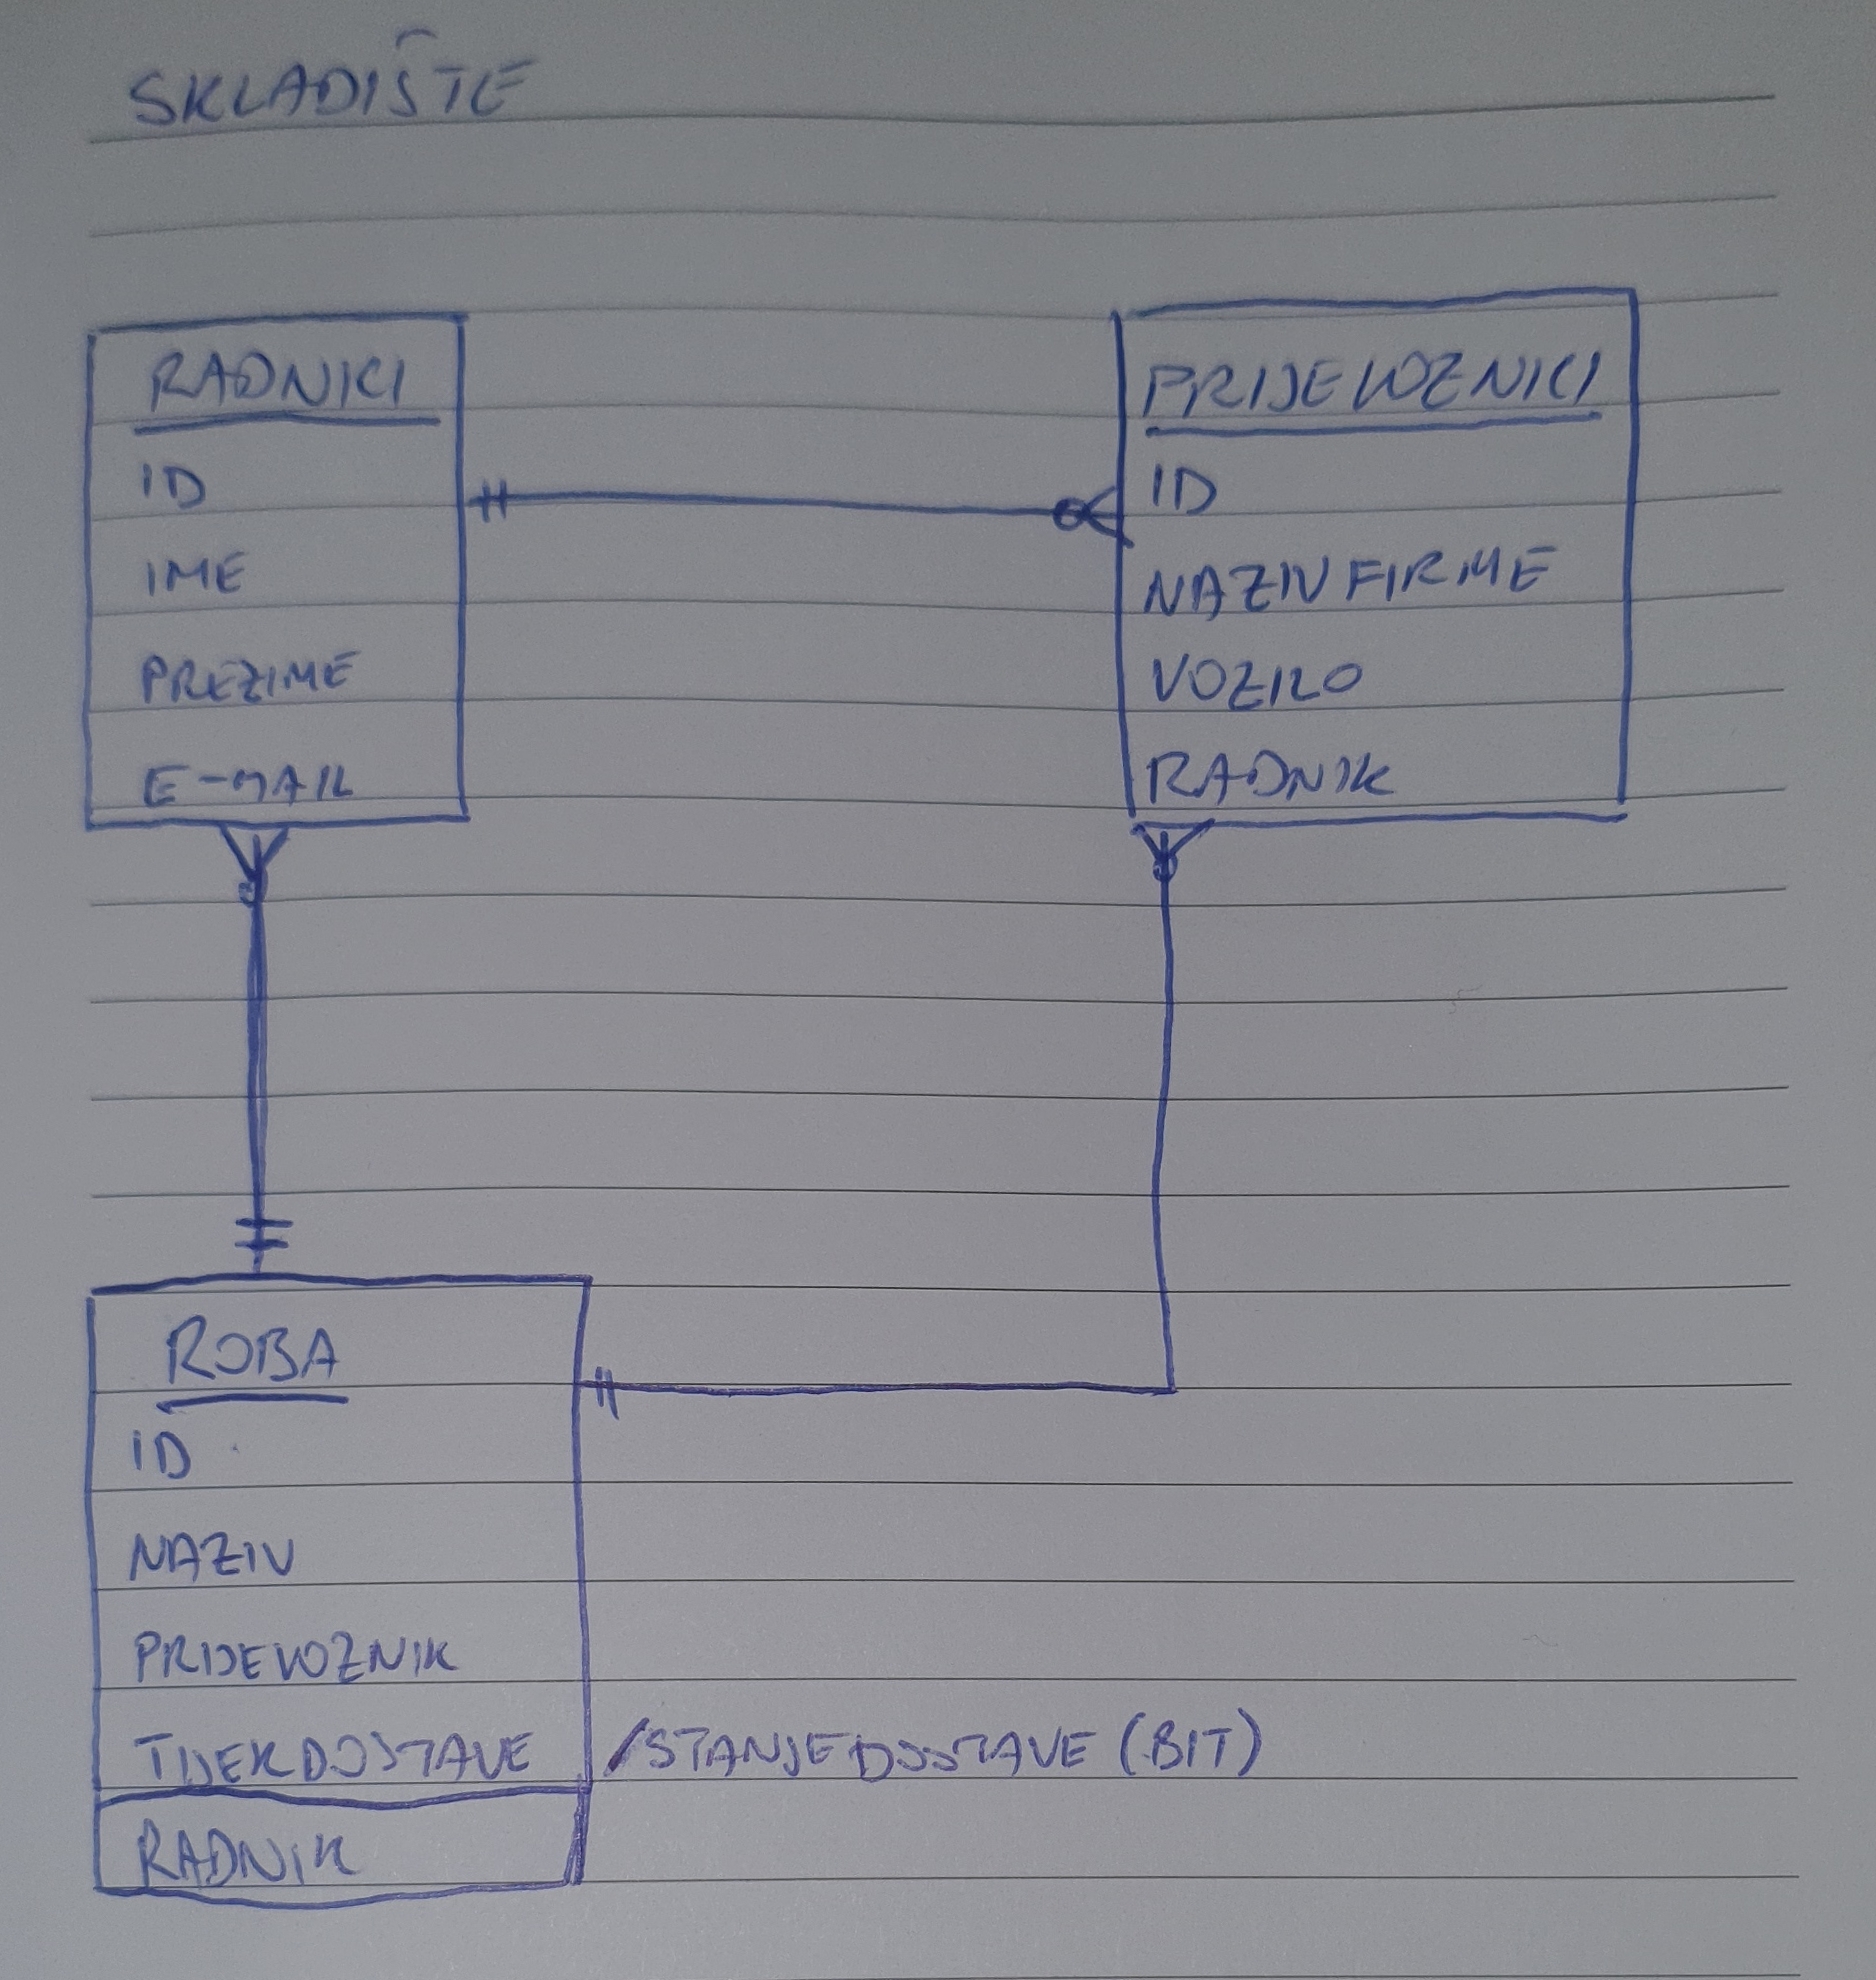 SKLADIŠTE
RADNICI
ID
IME
PREZIME
E-MAIL
PRIJEVOZNICI
ID
NAZIV FIRME
VOZILO
RADNIK
ROBA
ID
NAZIV
PRIJEVOZNIK
TIJEK DOSTAVE /STANJE DOSTAVE (BIT)
RADNIK